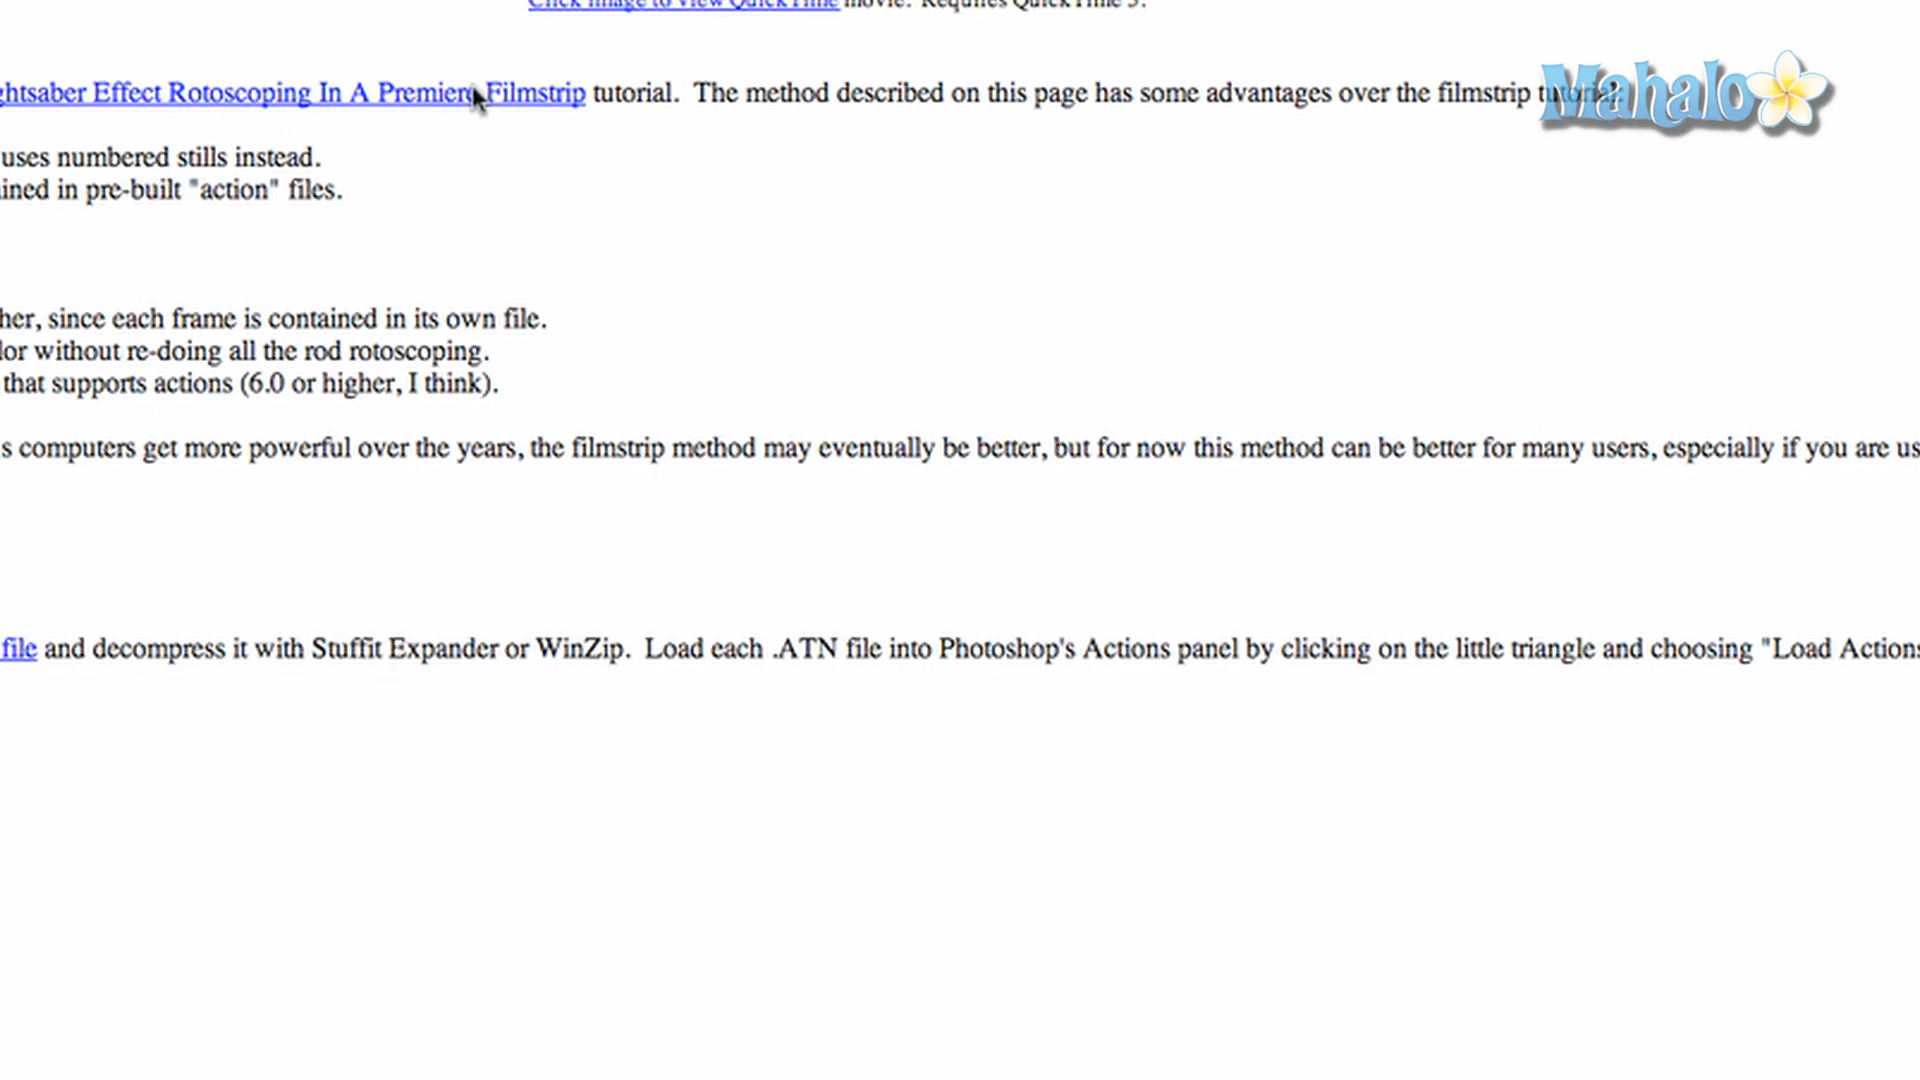 Click image to view QuickTime movie. Requires QuickTime 5.
ghtsaber Effect Rotoscoping In A Premiere Filmstrip tutorial. The method described on this page has some advantages over the filmstrip tutorial.
Mahalo
uses numbered stills instead.
ined in pre-built "action" files.
her, since each frame is contained in its own file.
lor without re-doing all the rod rotoscoping.
that supports actions (6.0 or higher, I think).
s computers get more powerful over the years, the filmstrip method may eventually be better, but for now this method can be better for many users, especially if you are us
file and decompress it with Stuffit Expander or WinZip. Load each .ATN file into Photoshop's Actions panel by clicking on the little triangle and choosing "Load Actions